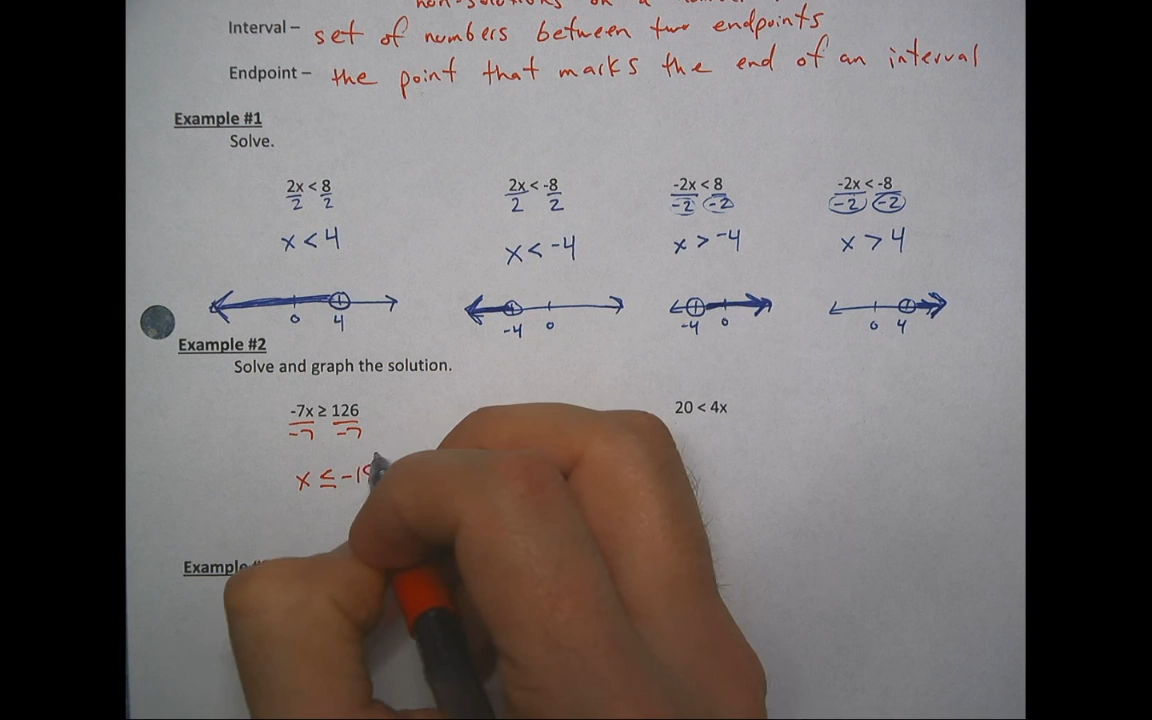 Interval – set of numbers between two endpoints
Endpoint – the point that marks the end of an interval
Example #1
Solve.
2x < 8 2x < -8 -2x < 8 -2x < -8
2 2 2 2 -2 -2 -2 -2
x < 4 x < -4 x > -4 x > 4
0 4 -4 0 -4 0 0 4
Example #2
Solve and graph the solution.
-7x ≥ 126 20 < 4x
-7 -7
x ≤ -1
Example